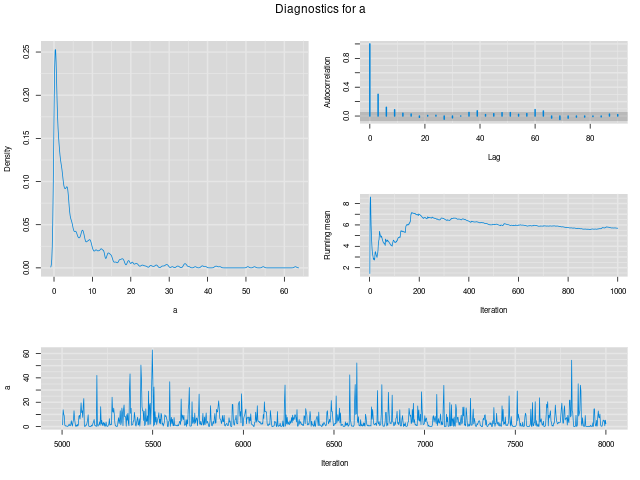 Diagnostics for a
Density
0.00 0.05 0.10 0.15 0.20 0.25
0 10 20 30 40 50 60
a
Autocorrelation
0.0 0.4 0.8
0 20 40 60 80
Lag
Running mean
2 4 6 8
0 200 400 600 800 1000
Iteration
a
0 20 40 60
5000 5500 6000 6500 7000 7500 8000
Iteration